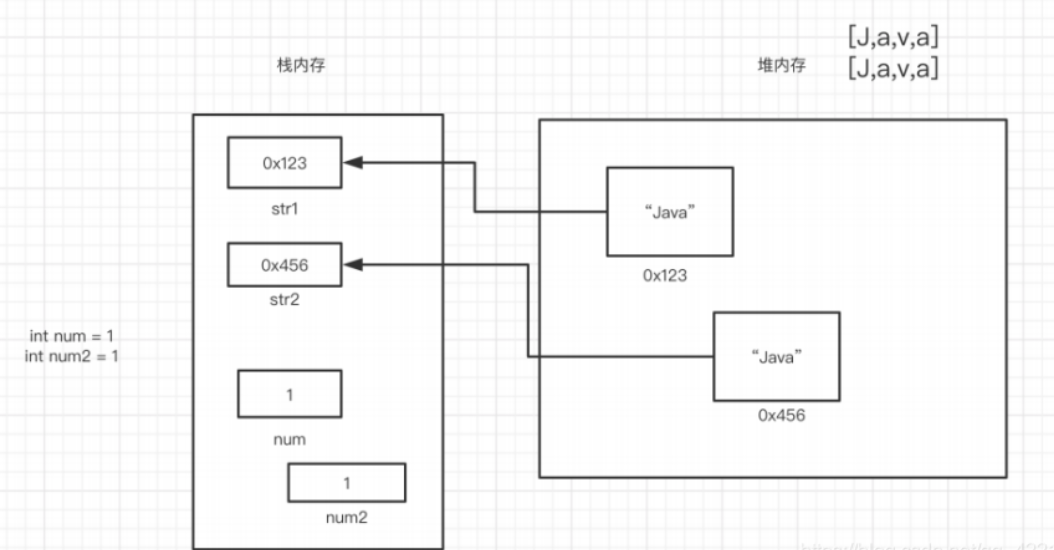 [J,a,v,a]
栈内存
堆内存
[J,a,v,a]
0x123
str1
“Java”
0x456
0x123
str2
int num = 1
int num2 = 1
“Java”
1
0x456
num
1
num2